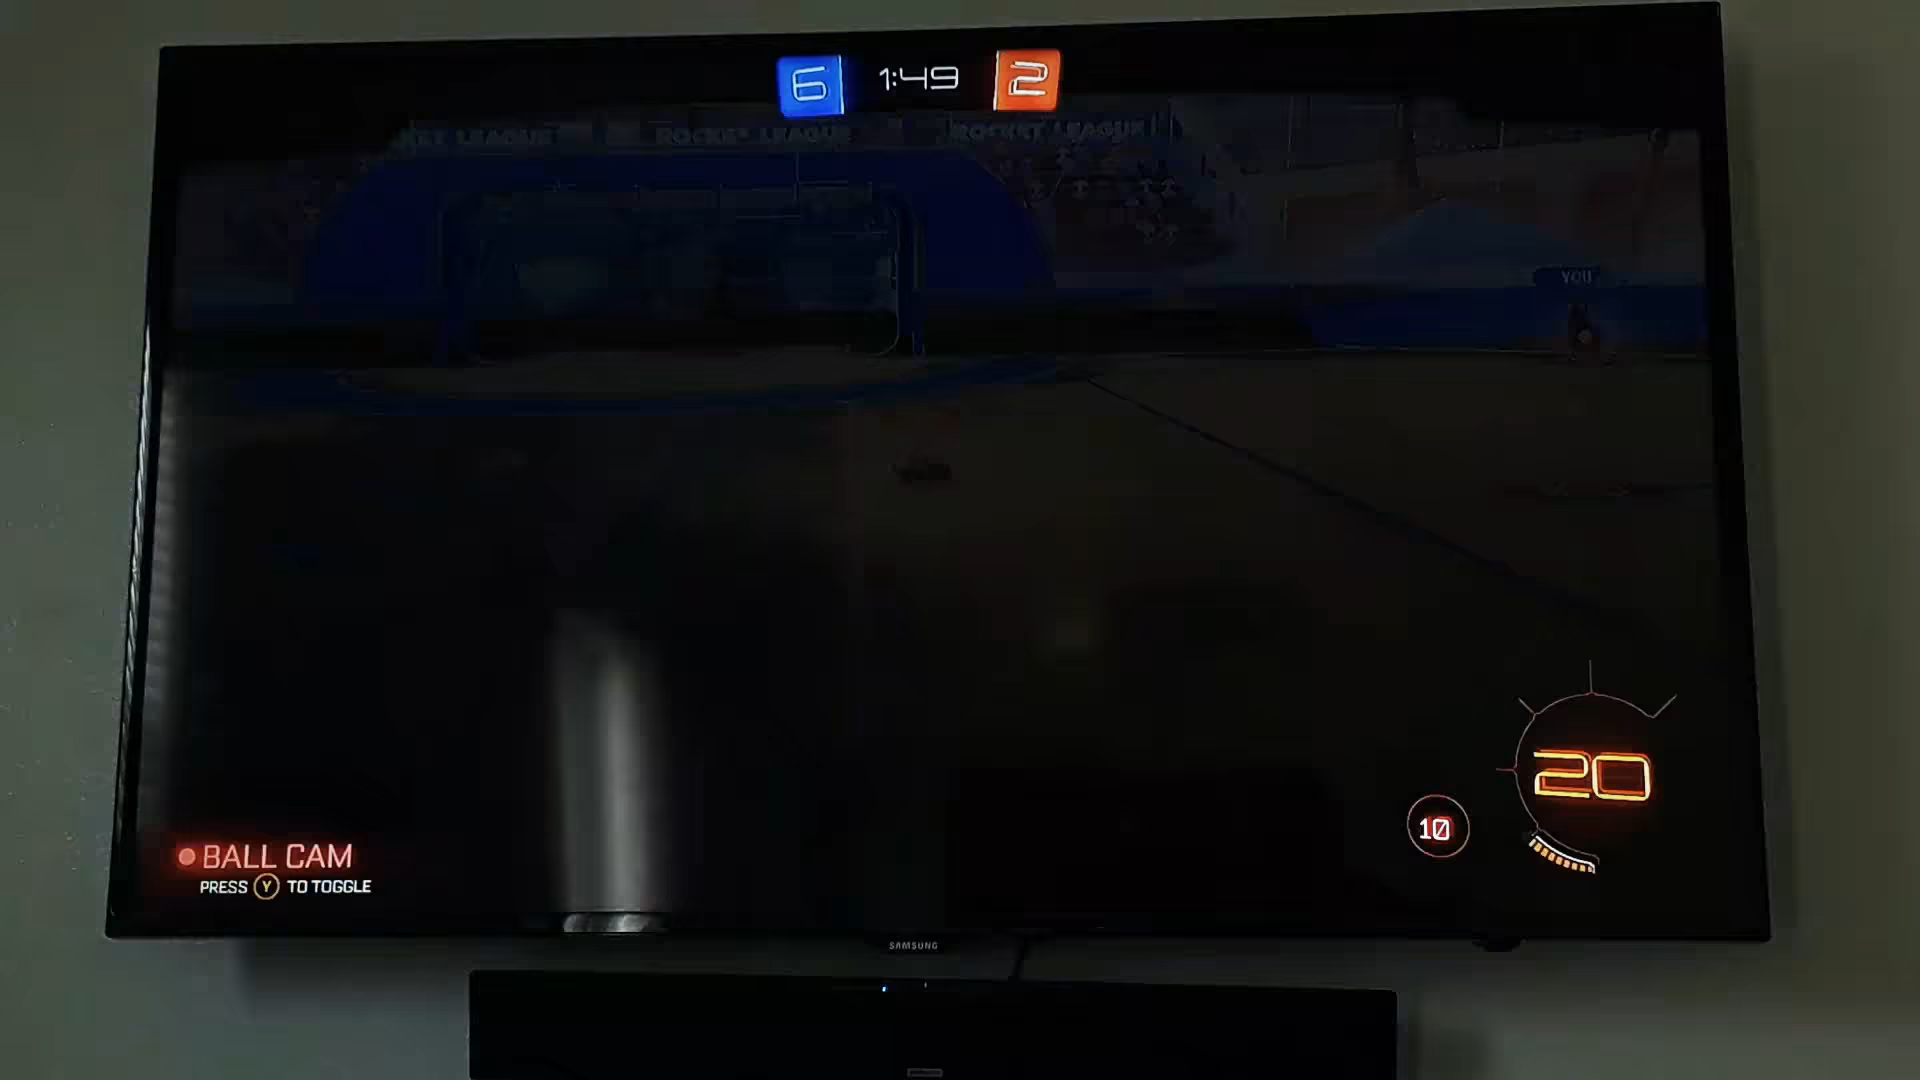 6 1:49 2
ROCKET LEAGUE ROCKET LEAGUE
YOU
20
10
BALL CAM
PRESS Y TO TOGGLE
SAMSUNG